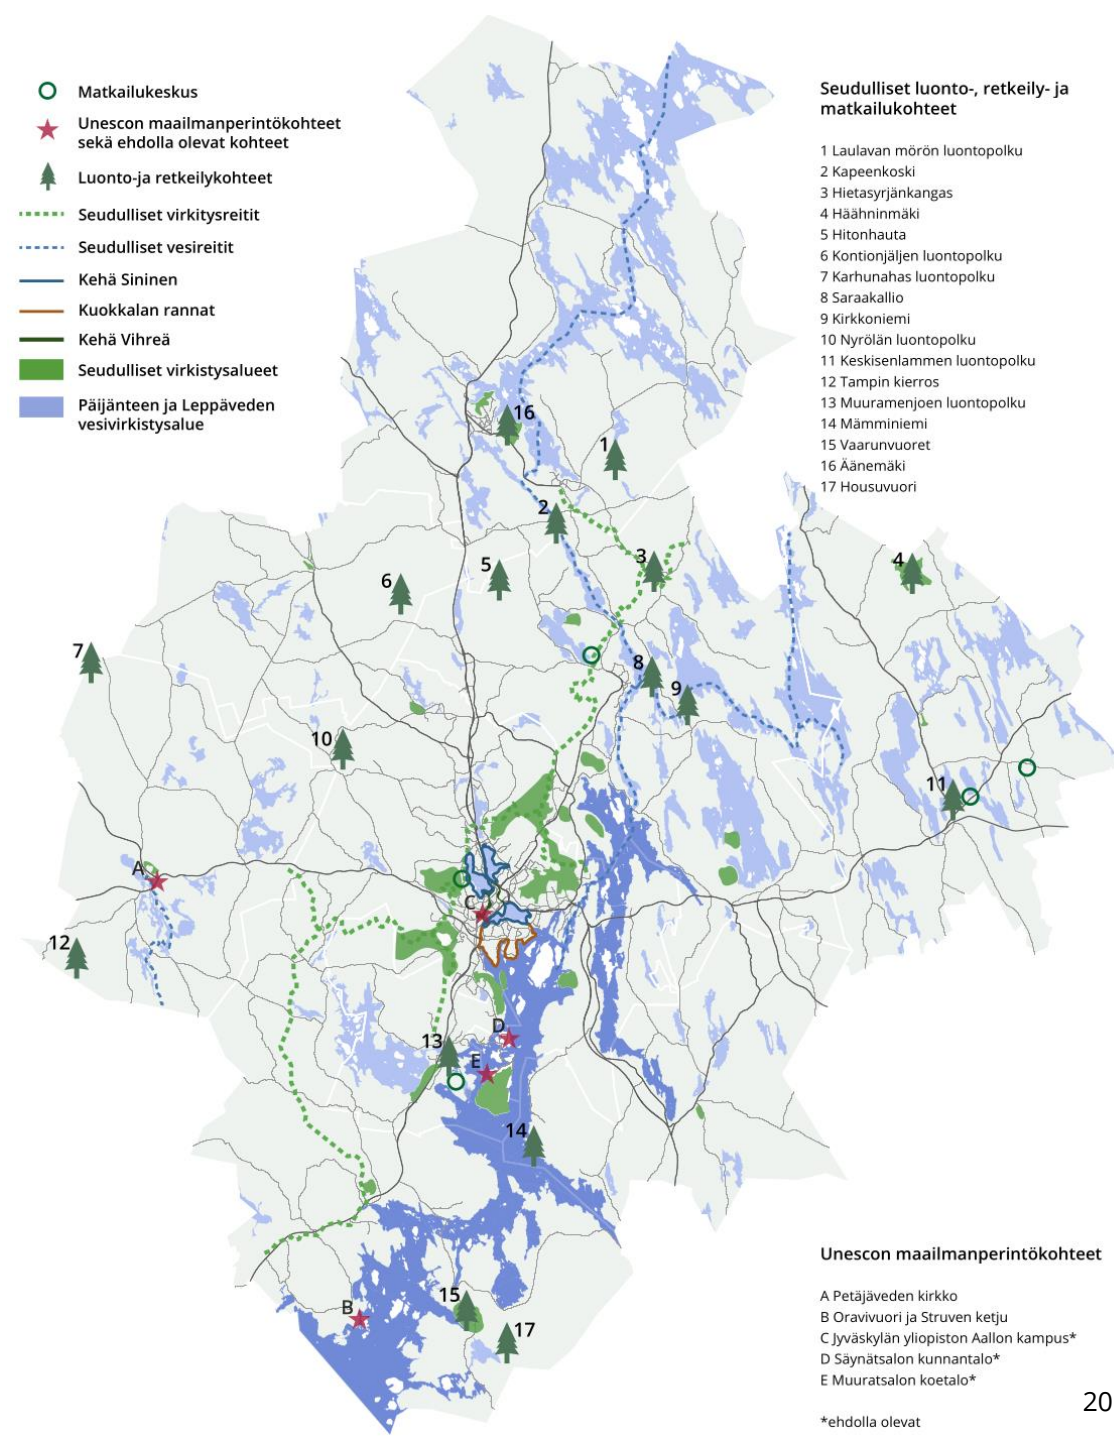 Matkailukeskus
Unescon maailmanperintökohteet
sekä ehdolla olevat kohteet
Luonto-ja retkeilykohteet
Seudulliset virkitysreitit
Seudulliset vesireitit
Kehä Sininen
Kuokkalan rannat
Kehä Vihreä
Seudulliset virkistysalueet
Päijänteen ja Leppäveden
vesivirkistysalue
Seudulliset luonto-, retkeily- ja
matkailukohteet
1 Laulavan mörön luontopolku
2 Kapeenkoski
3 Hietasyrjänkangas
4 Häähninmäki
5 Hitonhauta
6 Kontionjäljen luontopolku
7 Karhunahas luontopolku
8 Saraakallio
9 Kirkkoniemi
10 Nyrölän luontopolku
11 Keskisenlammen luontopolku
12 Tampin kierros
13 Muuramenjoen luontopolku
14 Mämminiemi
15 Vaarunvuoret
16 Äänemäki
17 Housuvuori
16
1
2
3
4
5
6
7
8
9
10
11
A
C
12
D
13
E
14
15
B
17
Unescon maailmanperintökohteet
A Petäjäveden kirkko
B Oravivuori ja Struven ketju
C Jyväskylän yliopiston Aallon kampus*
D Säynätsalon kunnantalo*
E Muuratsalon koetalo*
*ehdolla olevat
20